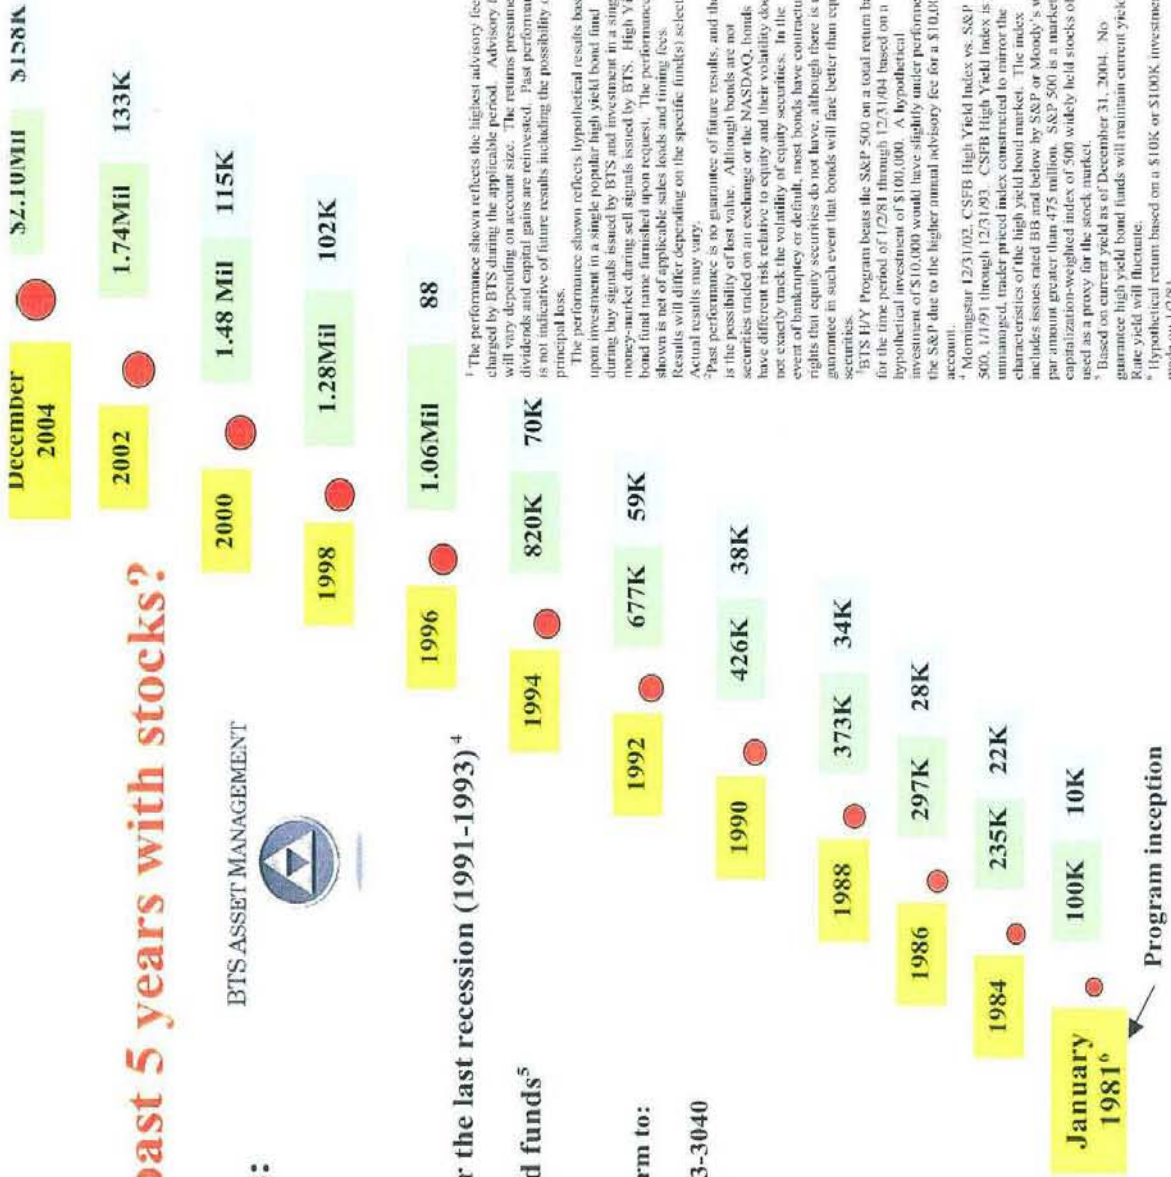 past 5 years with stocks?
BTS ASSET MANAGEMENT
:
r the last recession (1991-1993) 4
d funds5
rm to:
3-3040
December
2004
$2.10Mil
$158K
2002
1.74Mil
133K
2000
1.48 Mil
115K
1998
1.28Mil
102K
1996
1.06Mil
88
1994
820K
70K
1992
677K
59K
1990
426K
38K
1988
373K
34K
1986
297K
28K
1984
235K
22K
January
1981⁶
100K
10K
Program inception
1 The performance shown reflects the highest advisory fee
charged by BTS during the applicable period. Advisory
will vary depending on account size. The returns presume
dividends and capital gains are reinvested. Past
is not indicative of future results including the possibility of
principal loss.
The performance shown reflects hypothetical results
upon investment in a single popular high yield bond fund
during buy signals issued by BTS and investment in a
money-market during sell signals issued by BTS. High
bond fund name furnished upon request. The performance
shown is net of applicable sales loads and timing fees.
Results will differ depending on the specific fund(s)
Actual results may vary.
2Past performance is no guarantee of future results, and
is the possibility of lost value. Although bonds are not
securities traded on an exchange or the NASDAQ, bonds
have different risk relative to equity and their volatility
not exactly track the volatility of equity securities. In the
event of bankruptcy or default, most bonds have
rights that equity securities do not have, although there is
guarantee in such event that bonds will fare better than
securities.
3BTS H/Y Program beats the S&P 500 on a total return
for the time period of 1/2/81 through 12/31/04 based on a
hypothetical investment of $100,000. A hypothetical
investment of $10,000 would have slightly under
the S&P due to the higher annual advisory fee for a
account.
4 Morningstar 12/31/02, CSFB High Yield Index vs. S&P
500, 1/1/91 through 12/31/93. CSFB High Yield Index is
unmanaged, trader priced index constructed to mirror the
characteristics of the high yield bond market. The index
includes issues rated BB and below by S&P or Moody's
par amount greater than 475 million. S&P 500 is a market
capitalization-weighted index of 500 widely held stocks
used as a proxy for the stock market.
5 Based on current yield as of December 31, 2004. No
guarantee high yield bond funds will maintain current
Rate yield will fluctuate.
6 Hypothetical return based on a $10K or $100K